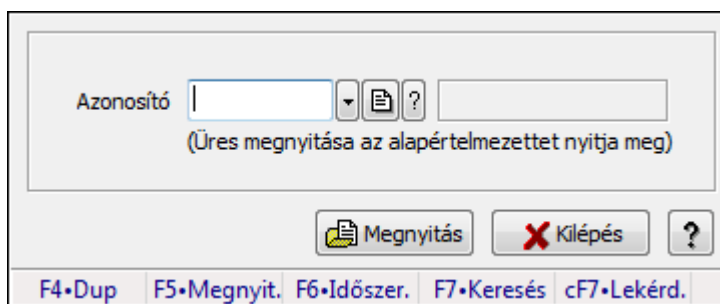 Azonosító ?
(Üres megnyitása az alapértelmezettet nyitja meg)
Megnyitás Kilépés ?
F4•Dup F5•Megnyit. F6•Időszer. F7•Keresés cF7•Lekérd.